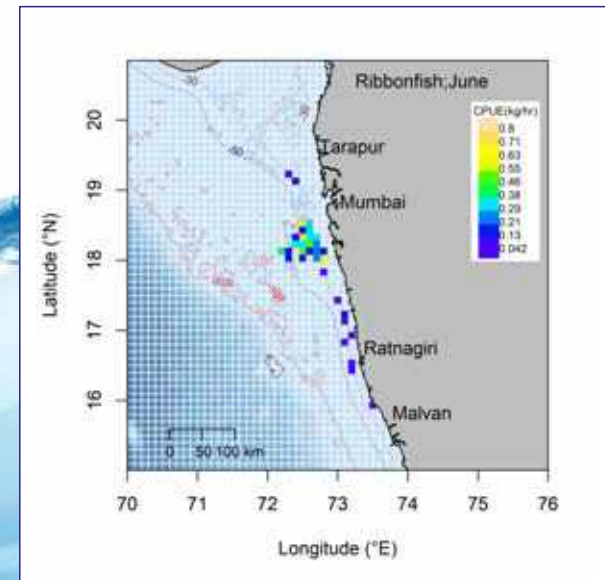 Ribbonfish;June
CPUE(kg/hr)
0.8
0.71
0.63
0.55
0.46
0.38
0.29
0.21
0.13
0.042
Tarapur
Mumbai
Ratnagiri
Malvan
20
19
18
17
16
Latitude (°N)
0 50 100 km
70 71 72 73 74 75 76
Longitude (°E)